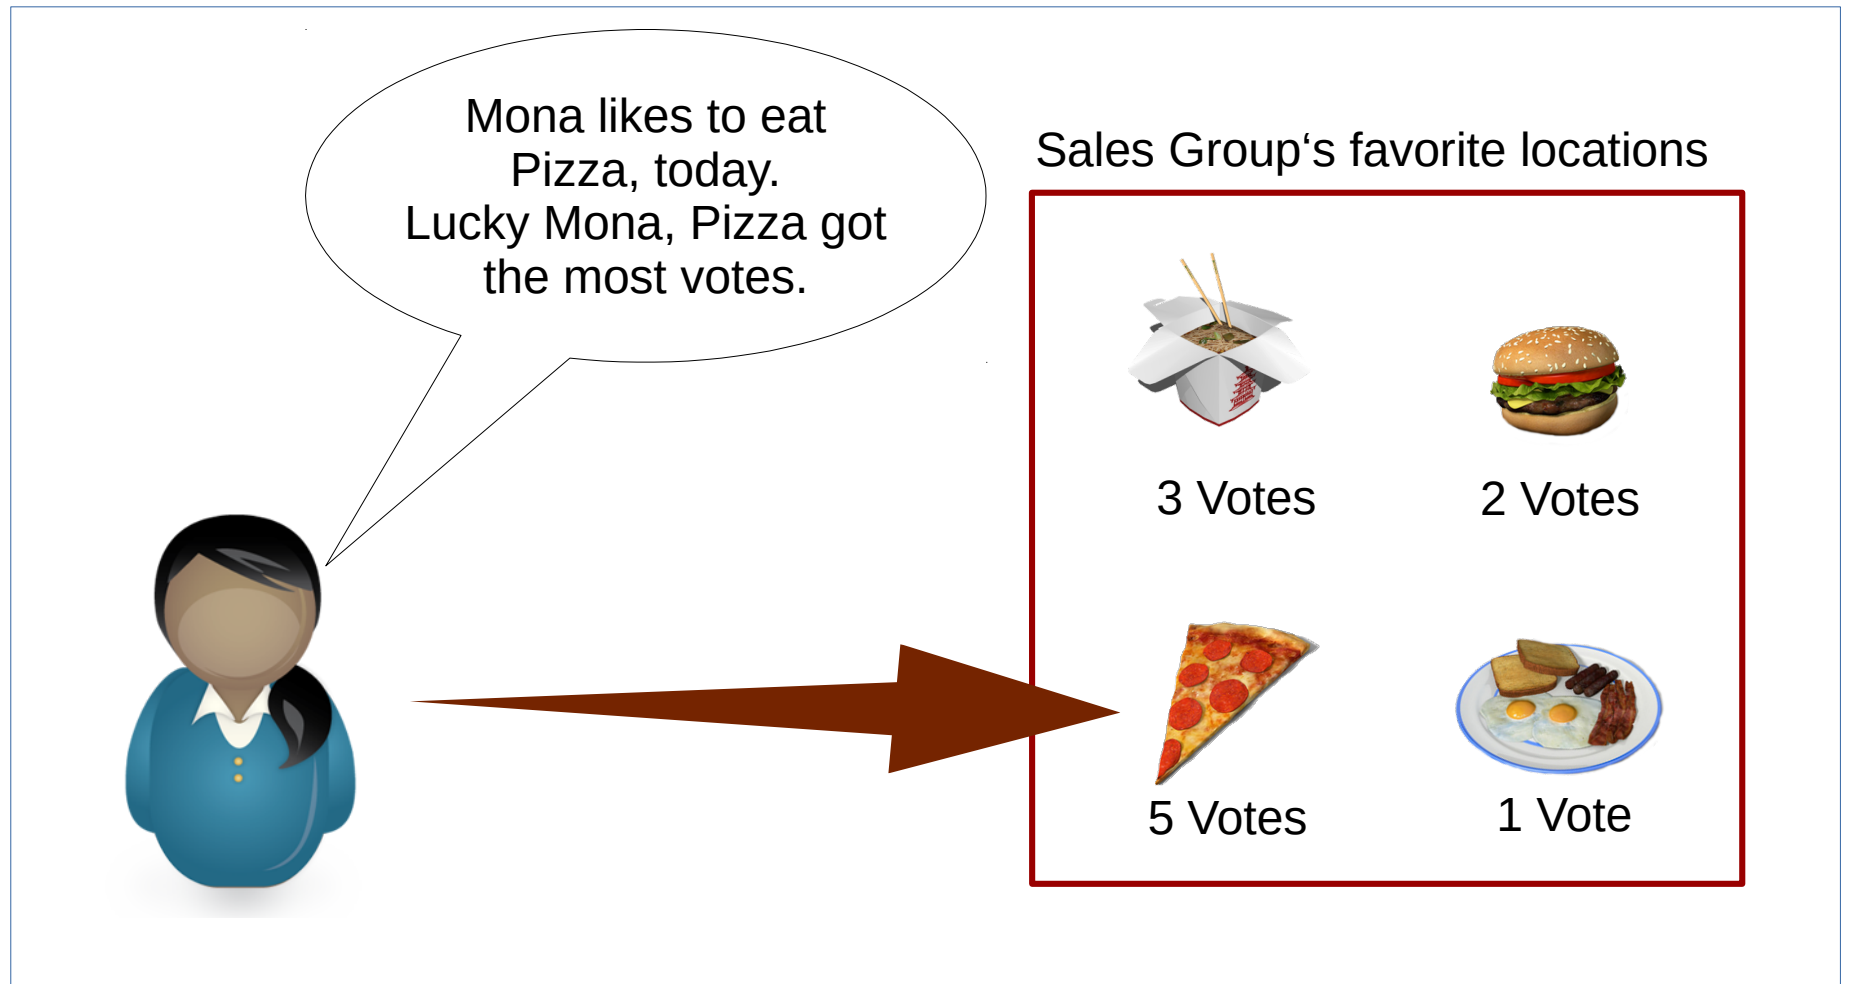 Mona likes to eat
Pizza, today.
Lucky Mona, Pizza got
the most votes.
Sales Group‘s favorite locations
3 Votes
2 Votes
5 Votes
1 Vote